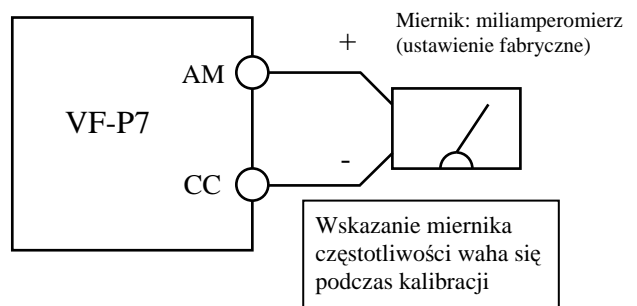 Miernik: miliamperomierz
(ustawienie fabryczne)
+
AM
VF-P7
-
CC
Wskazanie miernika
częstotliwości waha się
podczas kalibracji